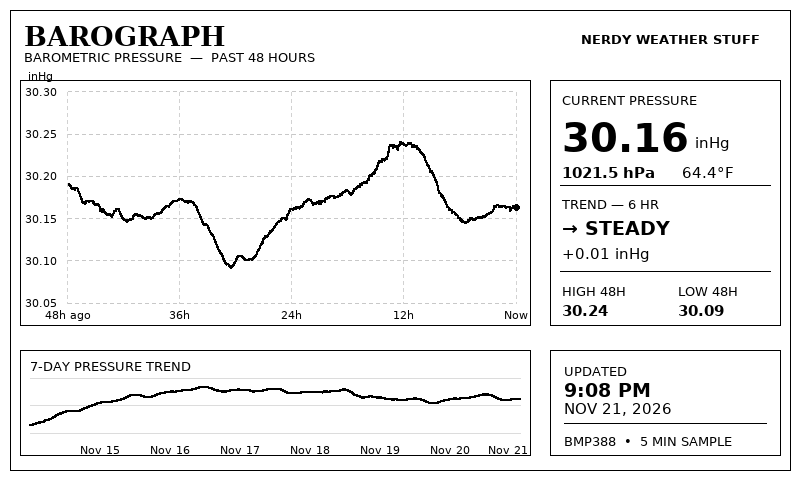 BAROGRAPH
BAROMETRIC PRESSURE — PAST 48 HOURS
NERDY WEATHER STUFF
inHg
30.30
30.25
30.20
30.15
30.10
30.05
48h ago 36h 24h 12h Now
CURRENT PRESSURE
30.16 inHg
1021.5 hPa 64.4°F
TREND — 6 HR
→ STEADY
+0.01 inHg
HIGH 48H LOW 48H
30.24 30.09
7-DAY PRESSURE TREND
Nov 15 Nov 16 Nov 17 Nov 18 Nov 19 Nov 20 Nov 21
UPDATED
9:08 PM
NOV 21, 2026
BMP388 • 5 MIN SAMPLE